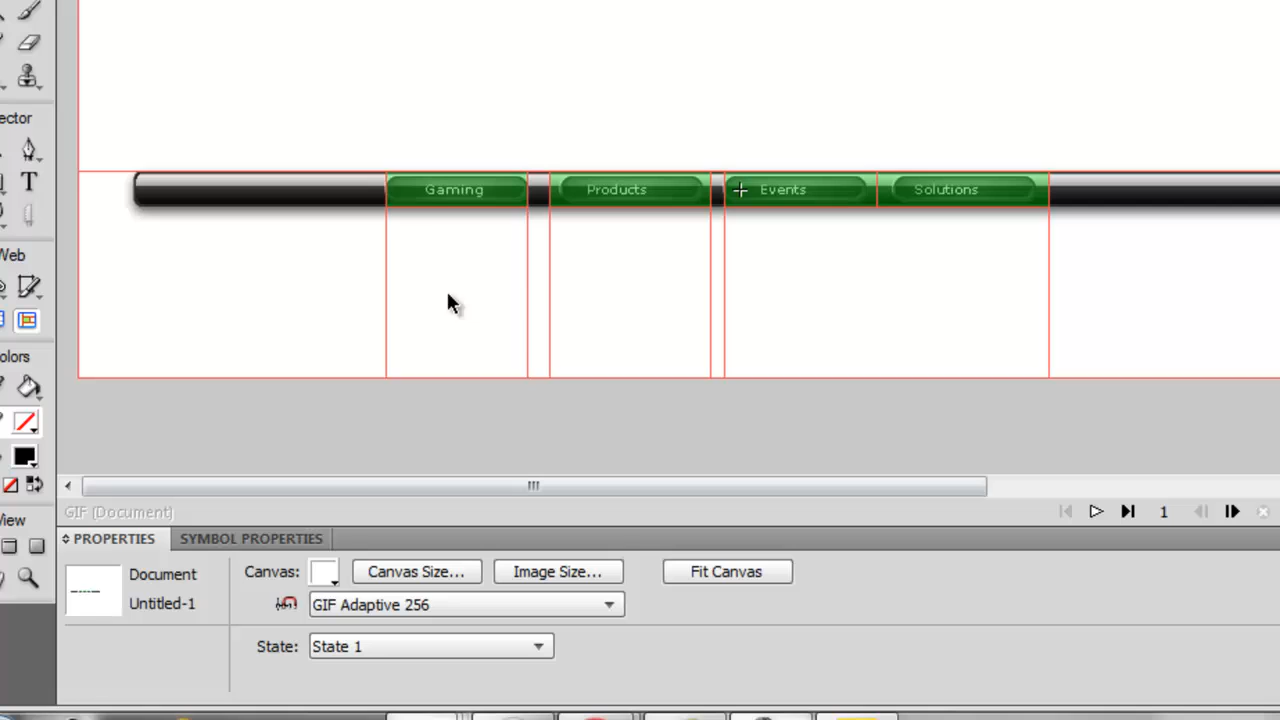 ector
Gaming Products Events Solutions
T
Web
olors
GIF (Document)
1
View
PROPERTIES SYMBOL PROPERTIES
Document Canvas: Canvas Size... Image Size... Fit Canvas
Untitled-1 GIF Adaptive 256
State: State 1